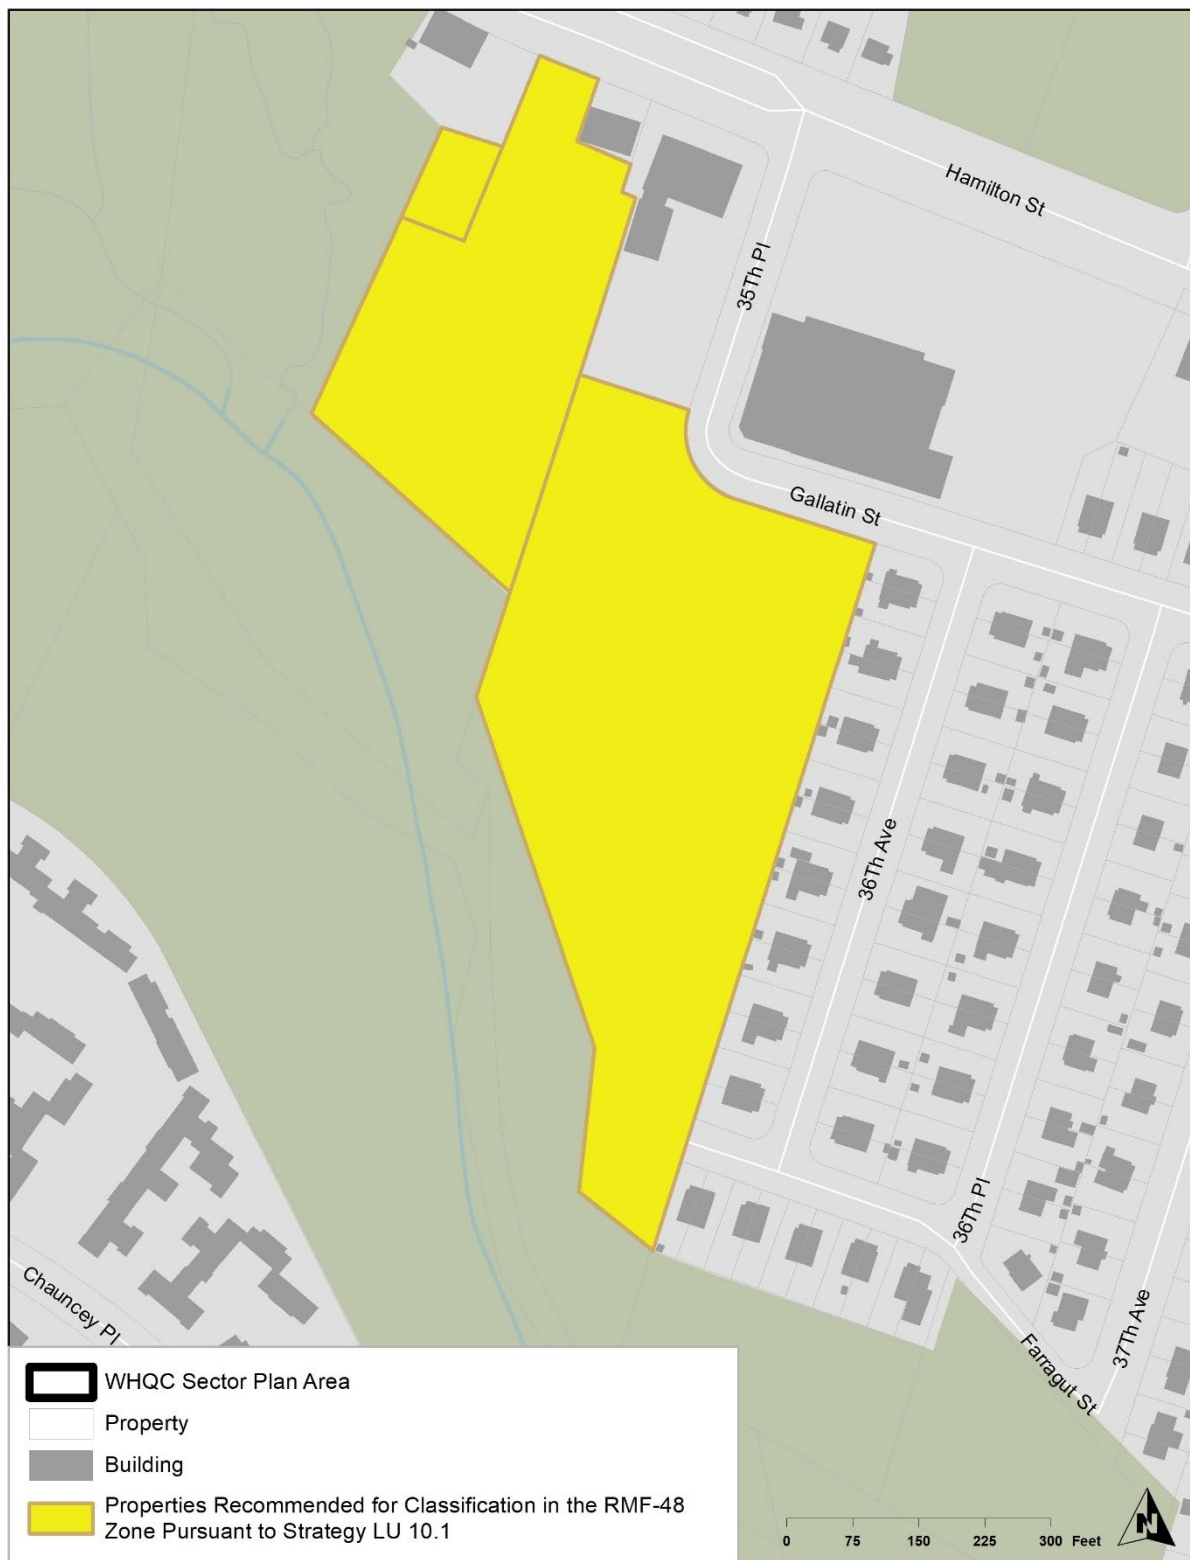 Hamilton St
35Th Pl
Gallatin St
36Th Ave
36Th Pl
37Th Ave
Farragut St
Chauncey Pl
WHQC Sector Plan Area
Property
Building
Properties Recommended for Classification in the RMF-48
Zone Pursuant to Strategy LU 10.1
0 75 150 225 300 Feet
N